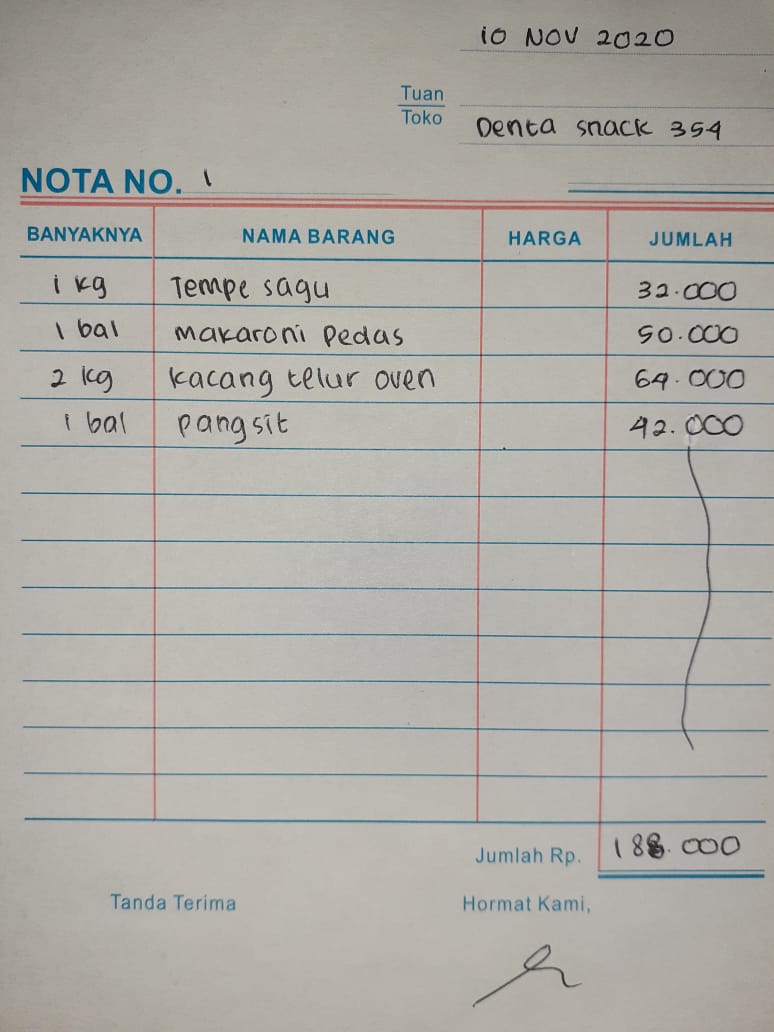 10 NOV 2020
Tuan
Toko
Denta snack 354
NOTA NO. 1
BANYAKNYA NAMA BARANG HARGA JUMLAH
1 kg Tempe sagu 32.000
1 bal makaroni Pedas 50.000
2 kg kacang telur oven 64.000
1 bal pangsit 42.000
Jumlah Rp. 188.000
Tanda Terima Hormat Kami,